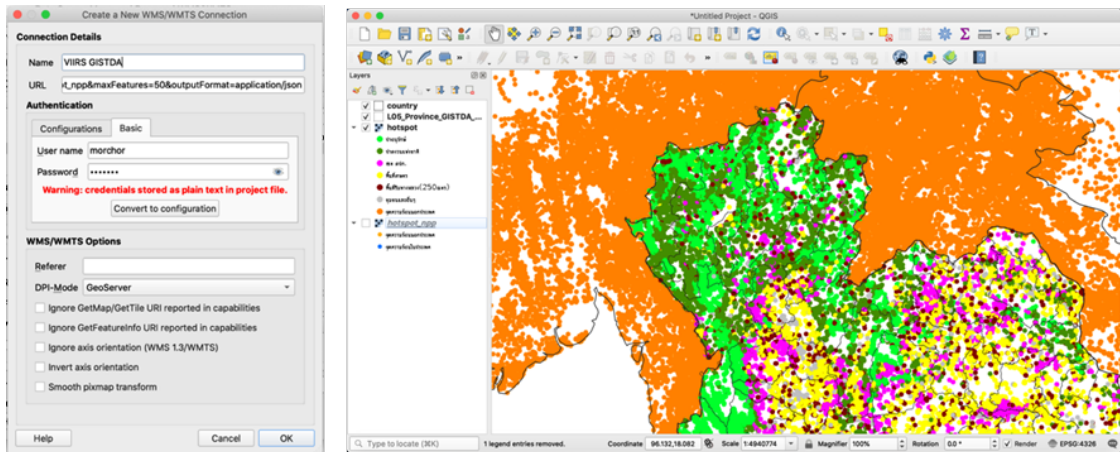 Create a New WMS/WMTS Connection
Connection Details
Name
VIIRS GISTDA
URL
ot_npp&maxFeatures=50&outputFormat=application/json
Authentication
Configurations
Basic
User name
morchor
Password
•••••••
Warning: credentials stored as plain text in project file.
Convert to configuration
WMS/WMTS Options
Referer
DPI-Mode
GeoServer
Ignore GetMap/GetTile URI reported in capabilities
Ignore GetFeatureInfo URI reported in capabilities
Ignore axis orientation (WMS 1.3/WMTS)
Invert axis orientation
Smooth pixmap transform
Help
Cancel
OK
*Untitled Project - QGIS
Layers
country
L05_Province_GISTDA_...
hotspot
hotspot_npp
Type to locate (⌘K)
1 legend entries removed.
Coordinate
96.132,18.082
Scale
1:4940774
Magnifier
100%
Rotation
0.0 °
Render
EPSG:4326